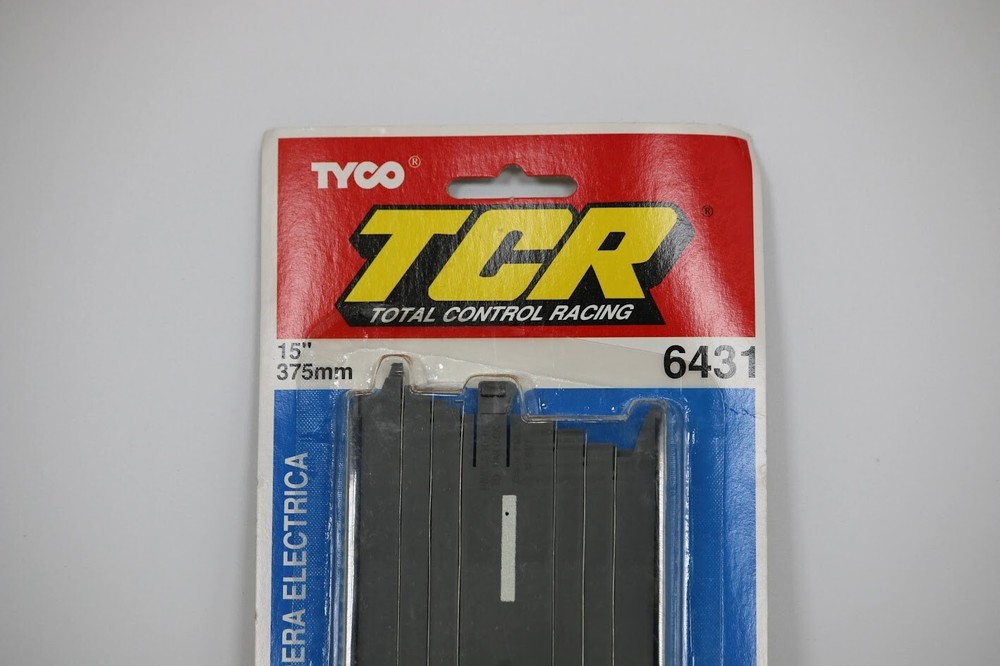 TYCO®
TCR®
TOTAL CONTROL RACING
15"
375mm
6431
ERA ELECTRICA